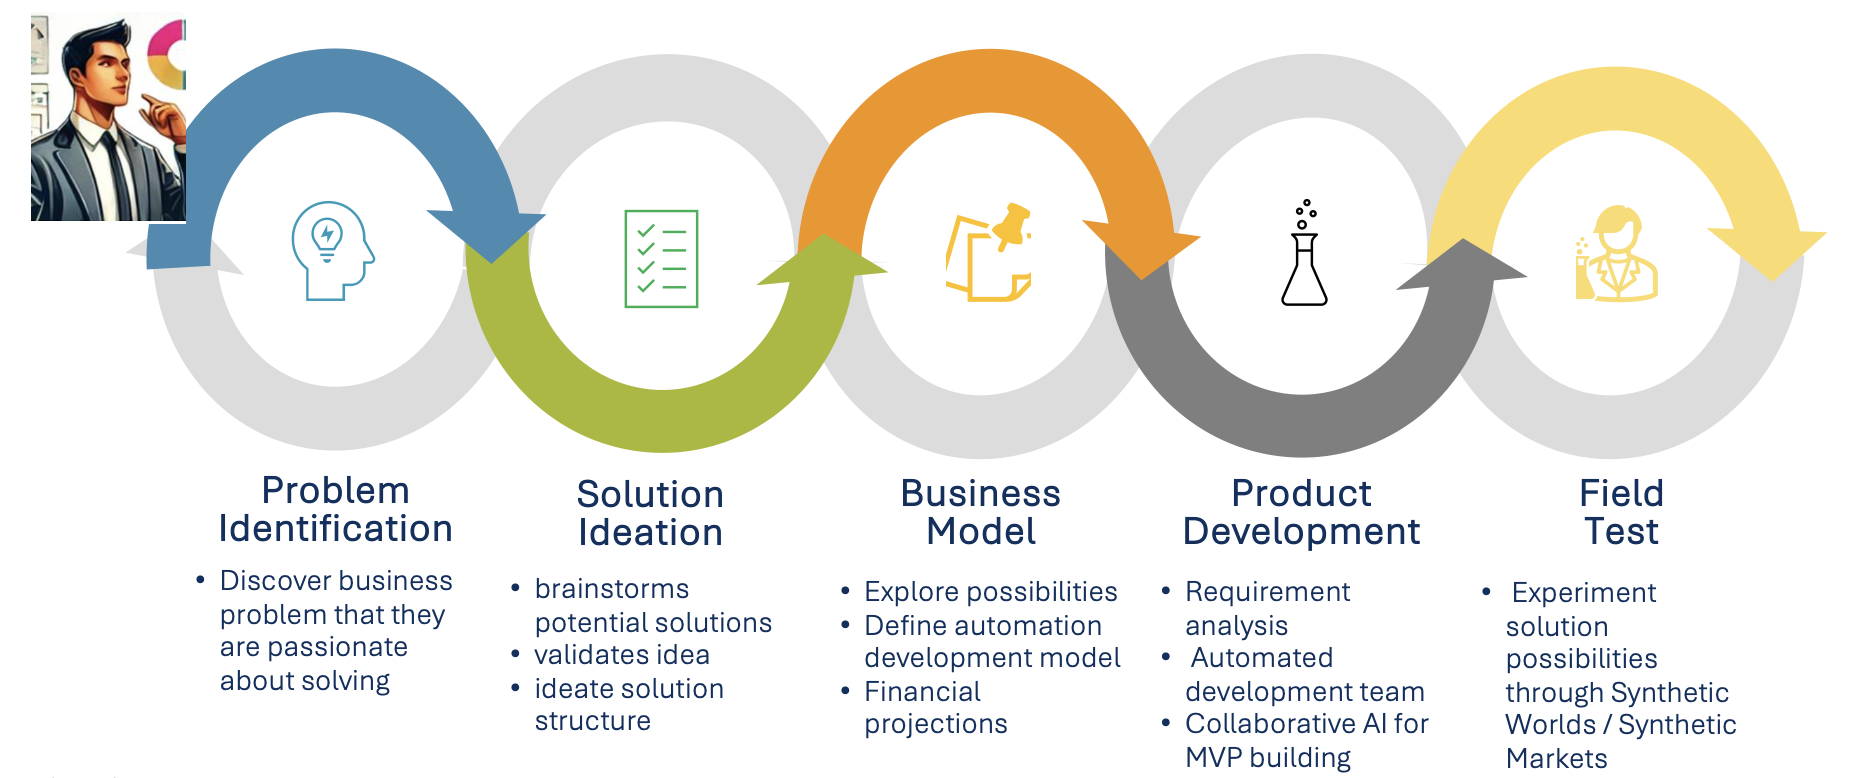 Problem
Identification
• Discover business
problem that they
are passionate
about solving
Solution
Ideation
• brainstorms
potential solutions
• validates idea
• ideate solution
structure
Business
Model
• Explore possibilities
• Define automation
development model
• Financial
projections
Product
Development
• Requirement
analysis
• Automated
development team
• Collaborative AI for
MVP building
Field
Test
• Experiment
solution
possibilities
through Synthetic
Worlds / Synthetic
Markets